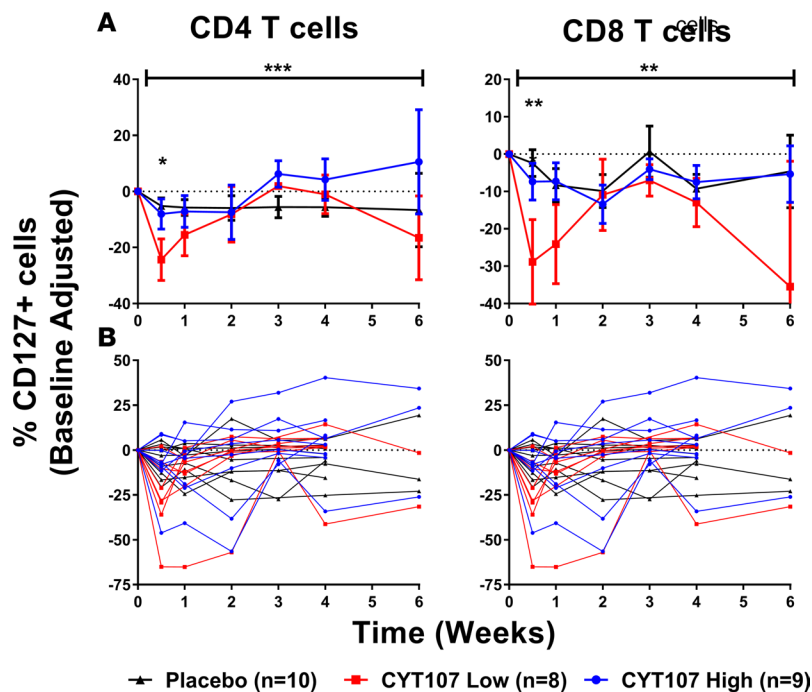 A
CD4 T cells
CD8 T cells
cells
***
**
*
**
40
20
0
-20
-40
0 1 2 3 4 5 6
20
10
0
-10
-20
-30
-40
0 1 2 3 4 5 6
% CD127+ cells
(Baseline Adjusted)
B
50
25
0
-25
-50
-75
0 1 2 3 4 5 6
50
25
0
-25
-50
-75
0 1 2 3 4 5 6
Time (Weeks)
Placebo (n=10) CYT107 Low (n=8) CYT107 High (n=9)